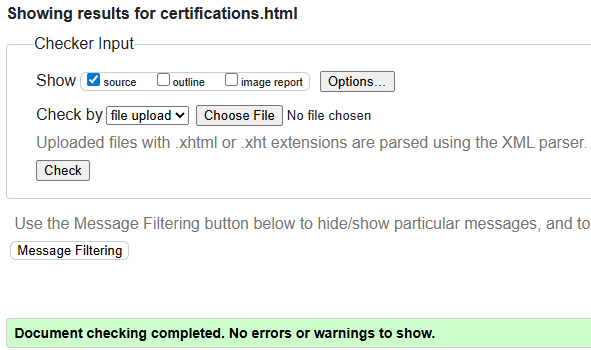 Showing results for certifications.html
Checker Input
Show source outline image report Options...
Check by file upload Choose File No file chosen
Uploaded files with .xhtml or .xht extensions are parsed using the XML parser.
Check
Use the Message Filtering button below to hide/show particular messages, and to
Message Filtering
Document checking completed. No errors or warnings to show.